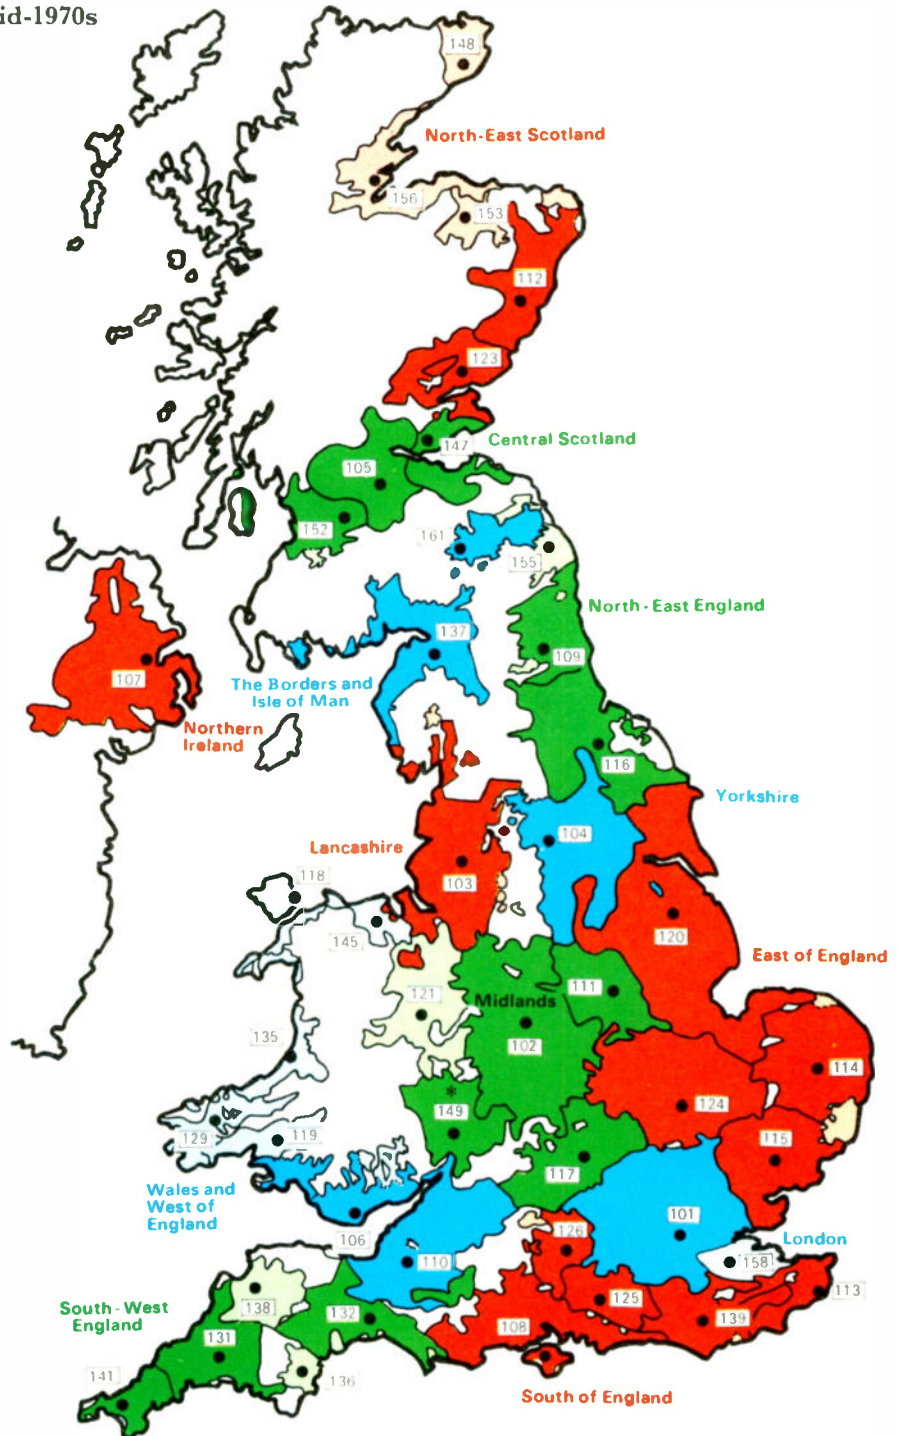 id-1970s
148
North-East Scotland
156
153
112
123
Central Scotland
147
105
152
161
155
North-East England
137
109
107
The Borders and
Isle of Man
Northern
Ireland
116
Yorkshire
104
Lancashire
103
118
145
120
East of England
121
111
Midlands
102
135
114
124
*
149
129
119
115
117
Wales and
West of
England
101
106
126
London
110
158
113
138
125
South-West
England
132
139
131
108
141
136
South of England